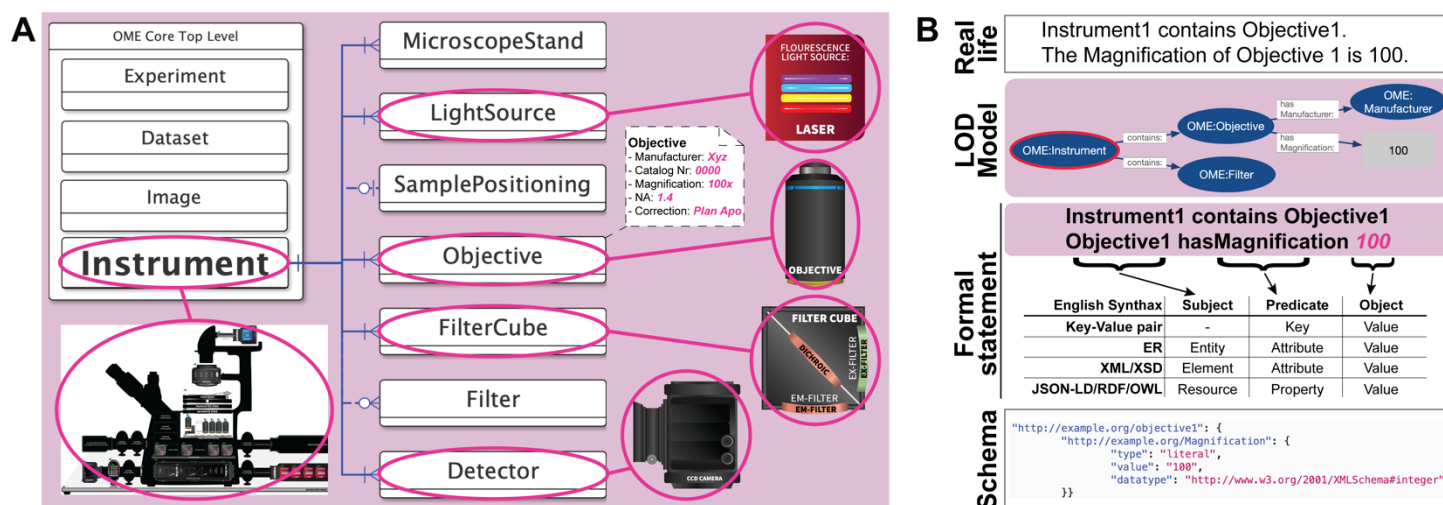 A
OME Core Top Level
Experiment
Dataset
Image
Instrument
MicroscopeStand
LightSource
SamplePositioning
Objective
FilterCube
Filter
Detector
Objective
- Manufacturer: Xyz
- Catalog Nr: 0000
- Magnification: 100x
- NA: 1.4
- Correction: Plan Apo
FLOURESCENCE
LIGHT SOURCE:
LASER
OBJECTIVE
FILTER CUBE
DICHROIC
EX-FILTER
EX-FILTER
EM-FILTER
EM-FILTER
CCD CAMERA
B
Real life
Instrument1 contains Objective1.
The Magnification of Objective 1 is 100.
LOD Model
OME:Instrument
contains:
contains:
OME:Objective
OME:Filter
has Manufacturer:
has Magnification:
OME:
Manufacturer
100
Formal statement
Instrument1 contains Objective1
Objective1 hasMagnification 100
English Synthax Subject Predicate Object
Key-Value pair - Key Value
ER Entity Attribute Value
XML/XSD Element Attribute Value
JSON-LD/RDF/OWL Resource Property Value
Schema
"http://example.org/objective1": {
"http://example.org/Magnification": {
"type": "literal",
"value": "100",
"datatype": "http://www.w3.org/2001/XMLSchema#integer"
}}